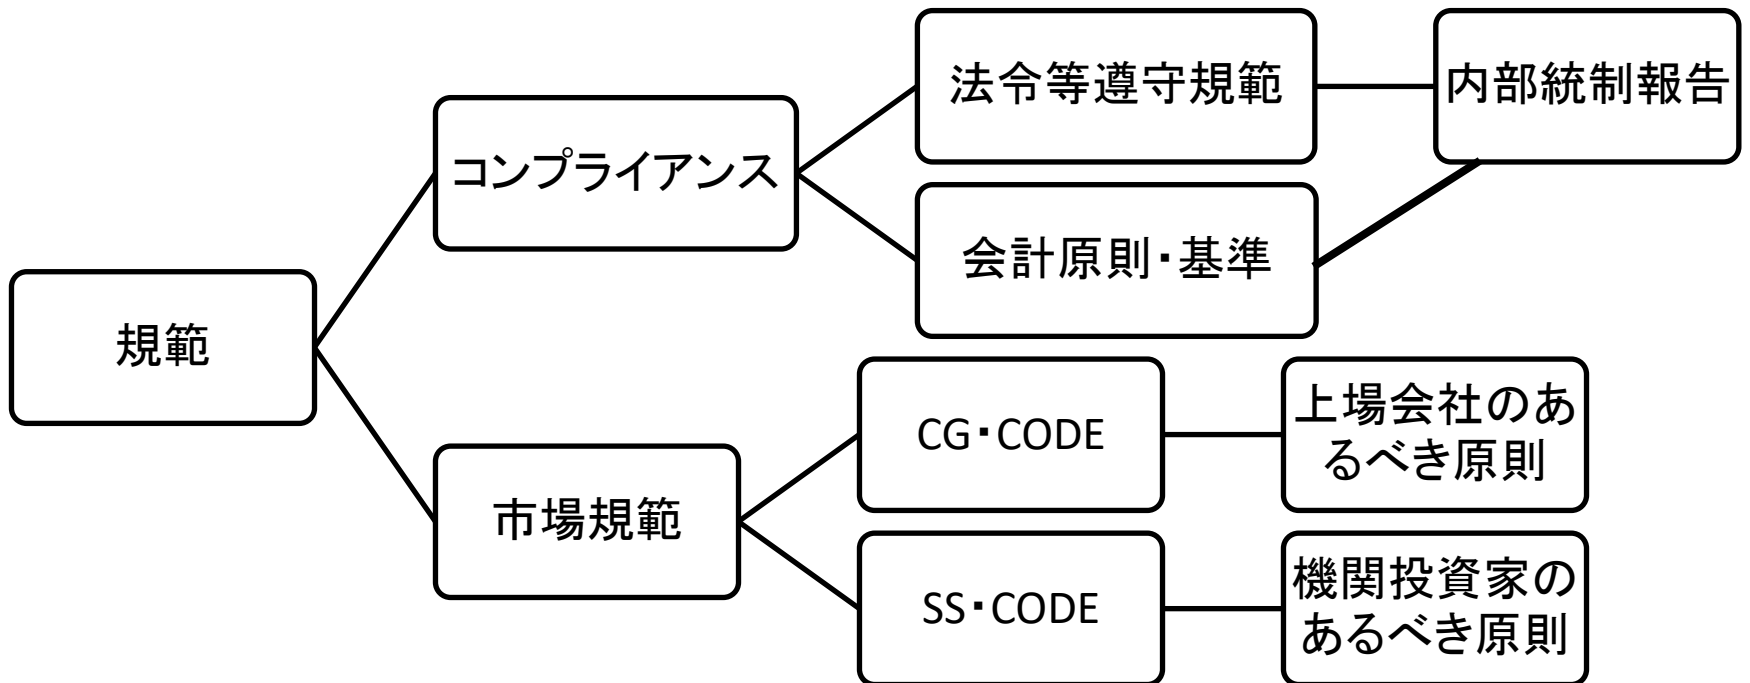 規範
コンプライアンス
法令等遵守規範
内部統制報告
会計原則・基準
市場規範
CG・CODE
上場会社のあ
るべき原則
SS・CODE
機関投資家の
あるべき原則